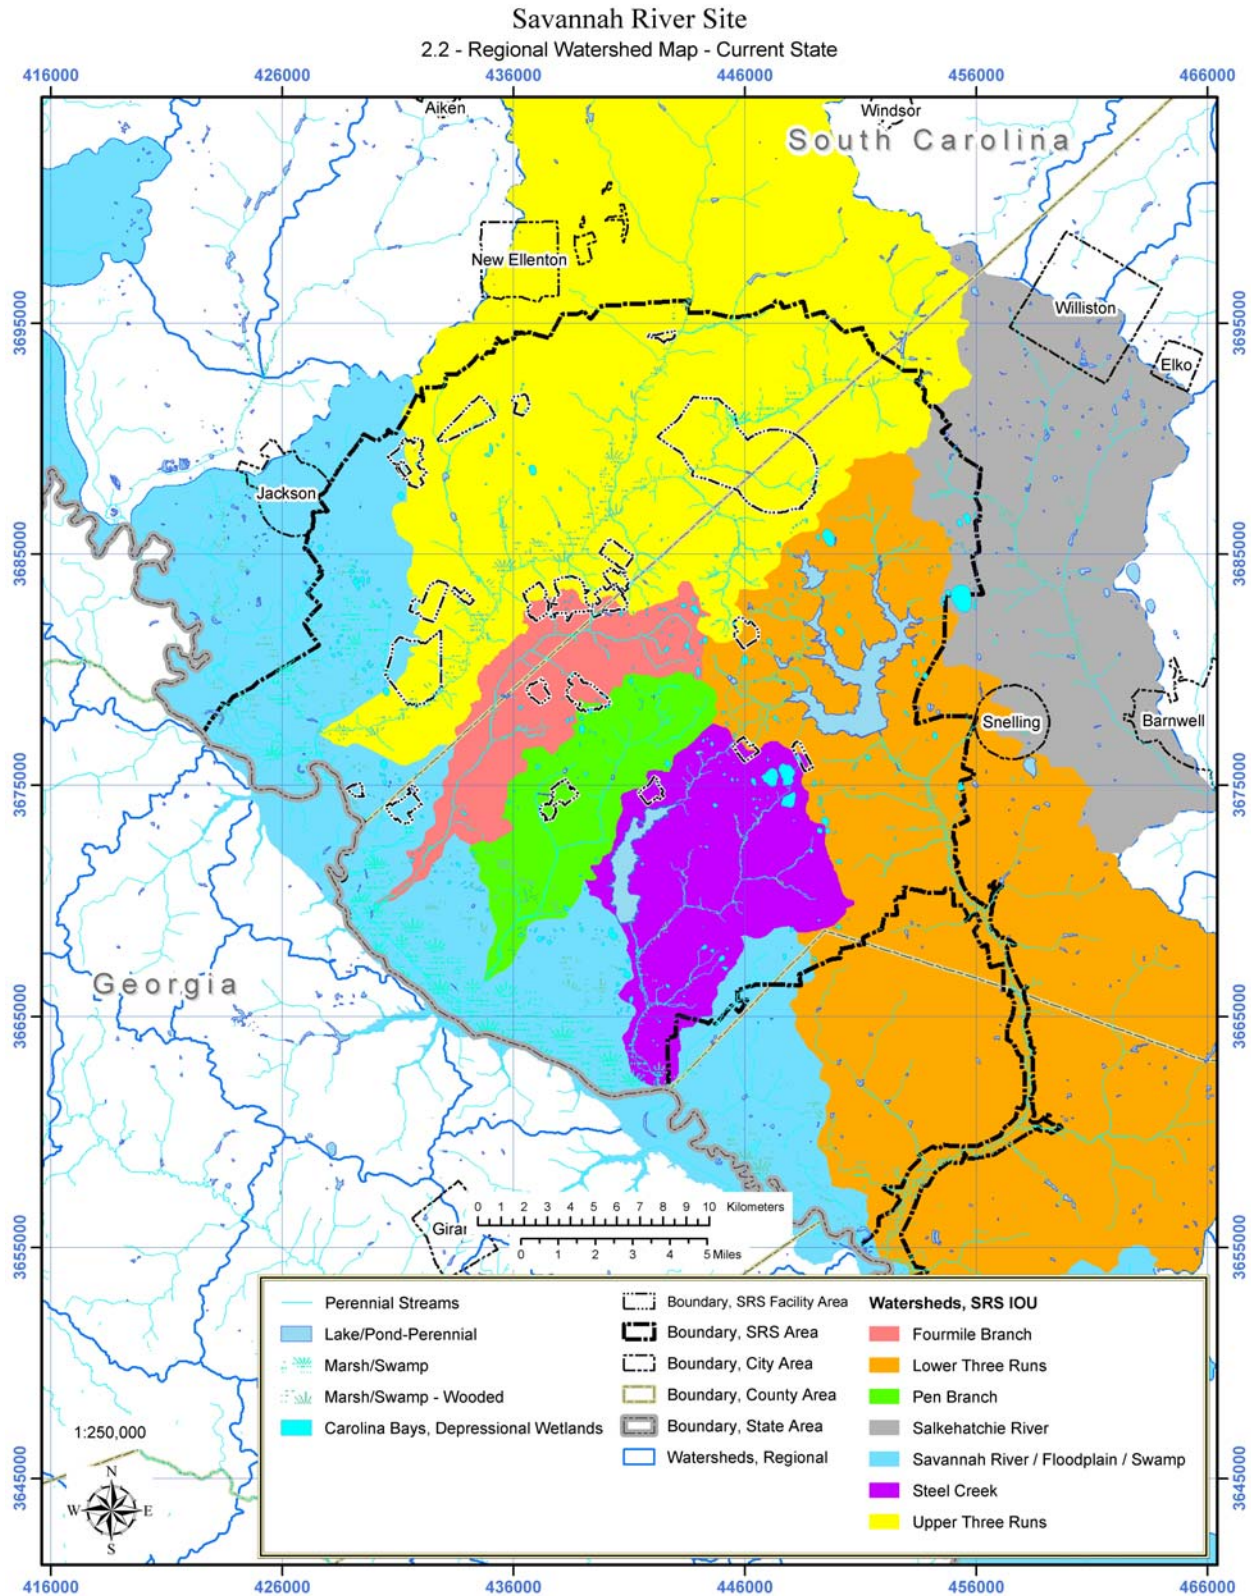 Savannah River Site
2.2 - Regional Watershed Map - Current State
416000 426000 436000 446000 456000 466000
Aiken
Windsor
South Carolina
New Ellenton
Williston
3695000
3695000
Elko
Jackson
3685000
3685000
Snelling
Barnwell
3675000
3675000
Georgia
3665000
3665000
0 1 2 3 4 5 6 7 8 9 10 Kilometers
Girar
0 1 2 3 4 5 Miles
3655000
3655000
Perennial Streams
Lake/Pond-Perennial
Marsh/Swamp
Marsh/Swamp - Wooded
Carolina Bays, Depressional Wetlands
Boundary, SRS Facility Area
Boundary, SRS Area
Boundary, City Area
Boundary, County Area
Boundary, State Area
Watersheds, Regional
Watersheds, SRS IOU
Fourmile Branch
Lower Three Runs
Pen Branch
Salkehatchie River
Savannah River / Floodplain / Swamp
Steel Creek
Upper Three Runs
1:250,000
3645000
3645000
N
W E
S
416000 426000 436000 446000 456000 466000